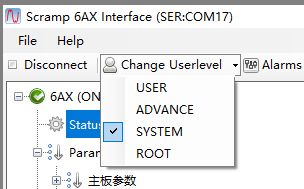 Scramp 6AX Interface (SER:COM17)
File Help
Disconnect Change Userlevel Alarms
6AX (ON
USER
ADVANCE
Status
SYSTEM
ROOT
Param
主板参数